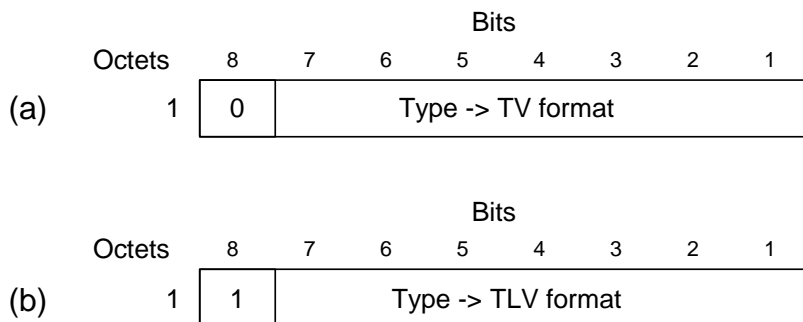 Bits
Octets 8 7 6 5 4 3 2 1
(a) 1 0 Type -> TV format
Bits
Octets 8 7 6 5 4 3 2 1
(b) 1 1 Type -> TLV format